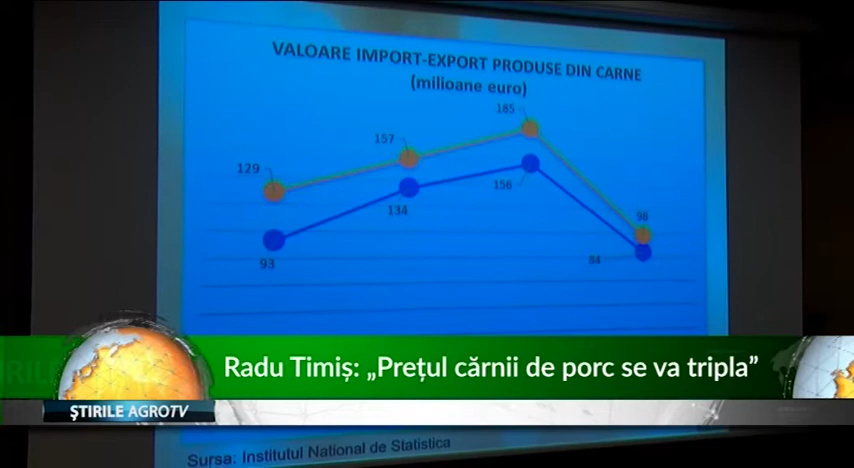 VALOARE IMPORT-EXPORT PRODUSE DIN CARNE
(milioane euro)
185
157
129
156
134
98
93
84
Radu Timiș: „Prețul cărnii de porc se va tripla”
ȘTIRILE AGROTV
Sursa: Institutul National de Statistica